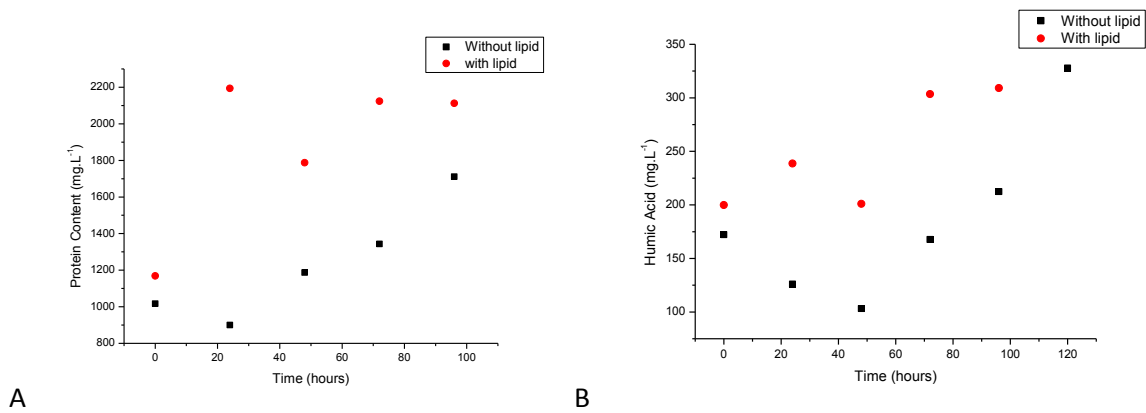 Without lipid
with lipid
2200
2000
1800
1600
1400
1200
1000
800
Protein Content (mg.L-1)
0 20 40 60 80 100
Time (hours)
A
Without lipid
With lipid
350
300
250
200
150
100
Humic Acid (mg.L-1)
0 20 40 60 80 100 120
Time (hours)
B